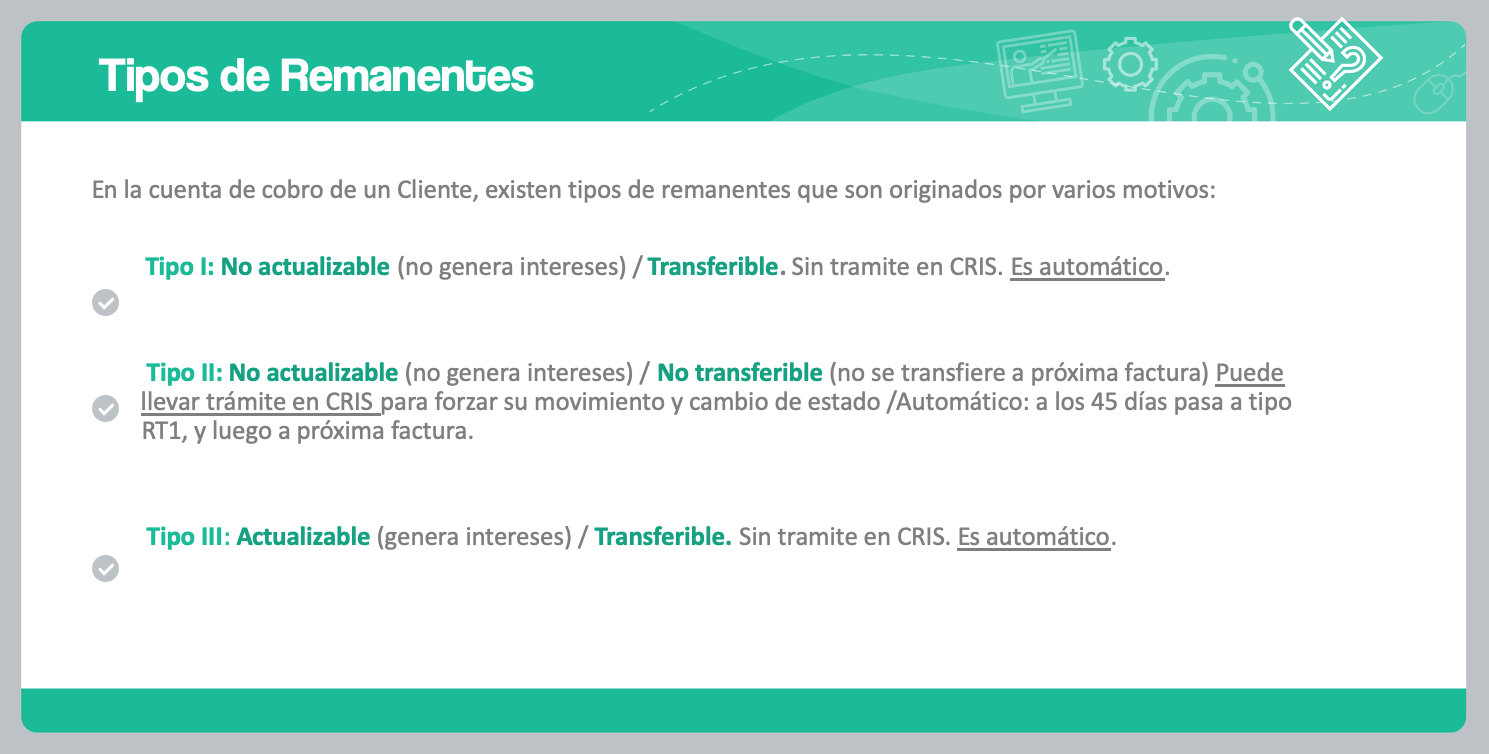 Tipos de Remanentes
En la cuenta de cobro de un Cliente, existen tipos de remanentes que son originados por varios motivos:
Tipo I: No actualizable (no genera intereses) / Transferible. Sin tramite en CRIS. Es automático.
Tipo II: No actualizable (no genera intereses) / No transferible (no se transfiere a próxima factura) Puede
llevar trámite en CRIS para forzar su movimiento y cambio de estado /Automático: a los 45 días pasa a tipo
RT1, y luego a próxima factura.
Tipo III: Actualizable (genera intereses) / Transferible. Sin tramite en CRIS. Es automático.